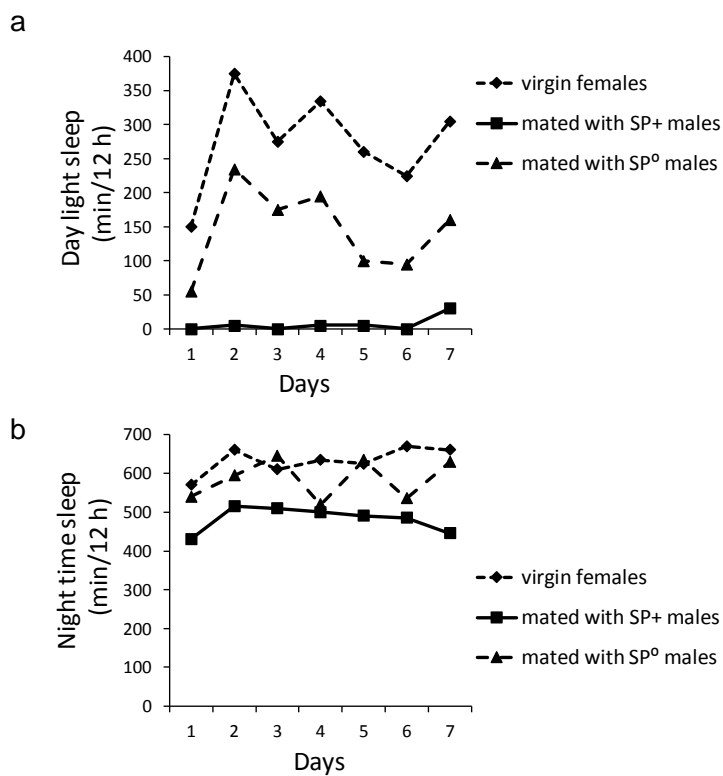 a
Day light sleep
(min/12 h)
400
350
300
250
200
150
100
50
0
1 2 3 4 5 6 7
Days
virgin females
mated with SP+ males
mated with SPº males
b
Night time sleep
(min/12 h)
700
600
500
400
300
200
100
0
1 2 3 4 5 6 7
Days
virgin females
mated with SP+ males
mated with SPº males